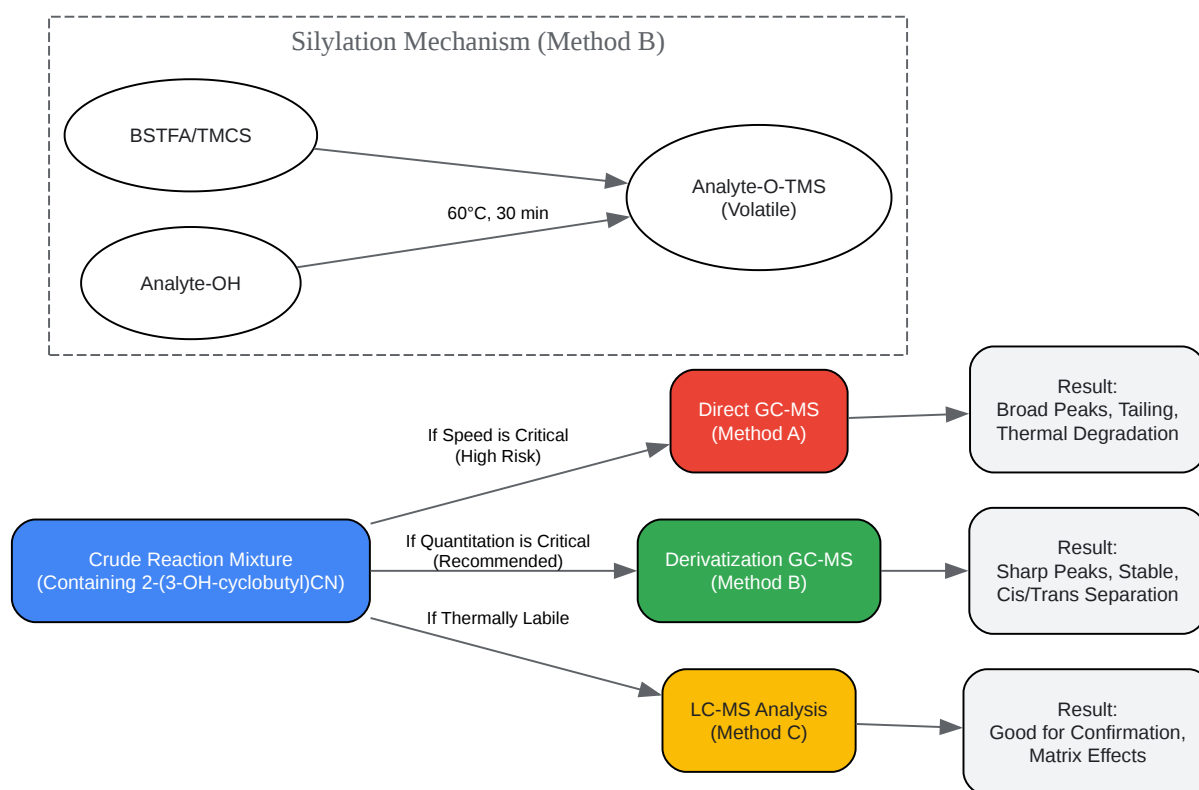 Silylation Mechanism (Method B)
BSTFA/TMCS
Analyte-O-TMS
(Volatile)
60°C, 30 min
Analyte-OH
Direct GC-MS
(Method A)
Result:
Broad Peaks, Tailing,
Thermal Degradation
If Speed is Critical
(High Risk)
Crude Reaction Mixture
(Containing 2-(3-OH-cyclobutyl)CN)
If Quantitation is Critical
(Recommended)
Derivatization GC-MS
(Method B)
Result:
Sharp Peaks, Stable,
Cis/Trans Separation
If Thermally Labile
LC-MS Analysis
(Method C)
Result:
Good for Confirmation,
Matrix Effects